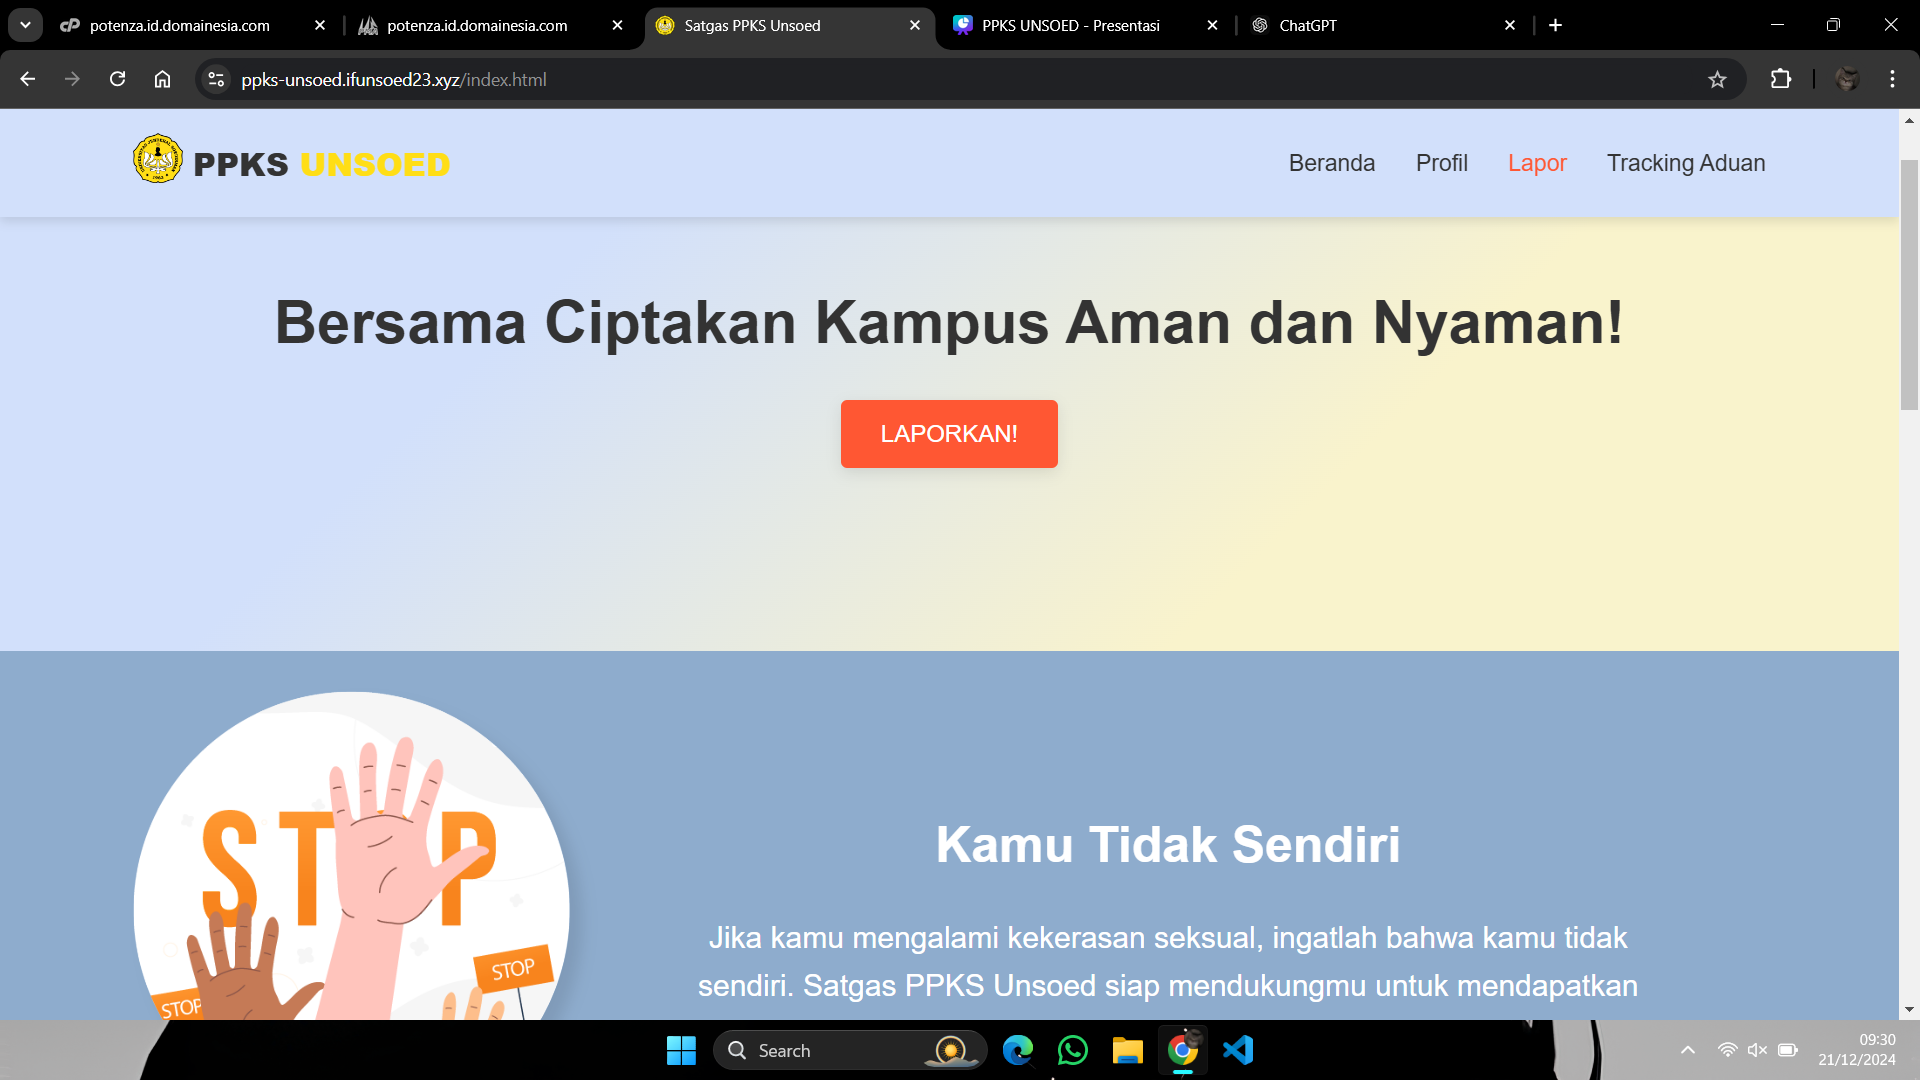 potenza.id.domainesia.com
potenza.id.domainesia.com
Satgas PPKS Unsoed
PPKS UNSOED - Presentasi
ChatGPT
ppks-unsoed.ifunsoed23.xyz/index.html
PPKS UNSOED
Beranda
Profil
Lapor
Tracking Aduan
Bersama Ciptakan Kampus Aman dan Nyaman!
LAPORKAN!
STOP
STOP
STOP
Kamu Tidak Sendiri
Jika kamu mengalami kekerasan seksual, ingatlah bahwa kamu tidak
sendiri. Satgas PPKS Unsoed siap mendukungmu untuk mendapatkan
Search
09:30
21/12/2024